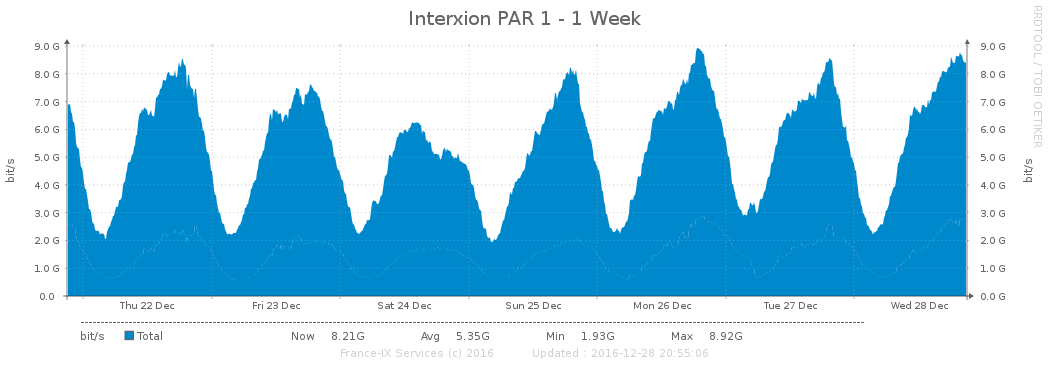 Interxion PAR 1 - 1 Week
RRDTOOL / TOBI OETIKER
bit/s
9.0 G 9.0 G
8.0 G 8.0 G
7.0 G 7.0 G
6.0 G 6.0 G
5.0 G 5.0 G
4.0 G 4.0 G
3.0 G 3.0 G
2.0 G 2.0 G
1.0 G 1.0 G
0.0 0.0 G
bit/s
Thu 22 Dec Fri 23 Dec Sat 24 Dec Sun 25 Dec Mon 26 Dec Tue 27 Dec Wed 28 Dec
bit/s Total Now 8.21G Avg 5.35G Min 1.93G Max 8.92G
France-IX Services (c) 2016 Updated : 2016-12-28 20:55:06